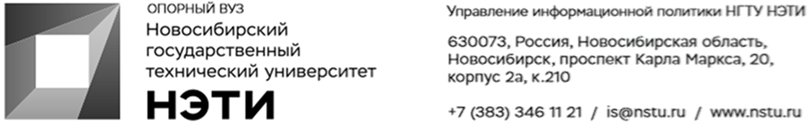 ОПОРНЫЙ ВУЗ
Новосибирский
государственный
технический университет
НЭТИ
Управление информационной политики НГТУ НЭТИ
630073, Россия, Новосибирская область,
Новосибирск, проспект Карла Маркса, 20,
корпус 2а, к.210
+7 (383) 346 11 21 / is@nstu.ru / www.nstu.ru